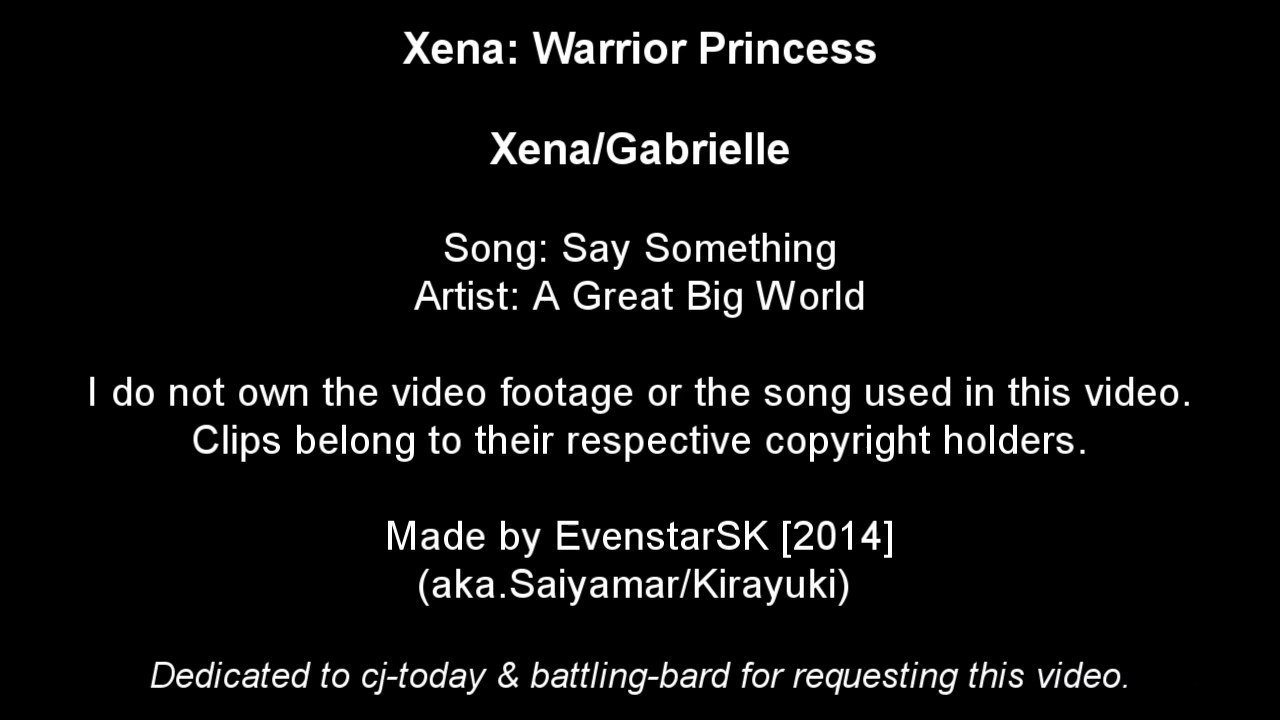 Xena: Warrior Princess
Xena/Gabrielle
Song: Say Something
Artist: A Great Big World
I do not own the video footage or the song used in this video.
Clips belong to their respective copyright holders.
Made by EvenstarSK [2014]
(aka.Saiyamar/Kirayuki)
Dedicated to cj-today & battling-bard for requesting this video.